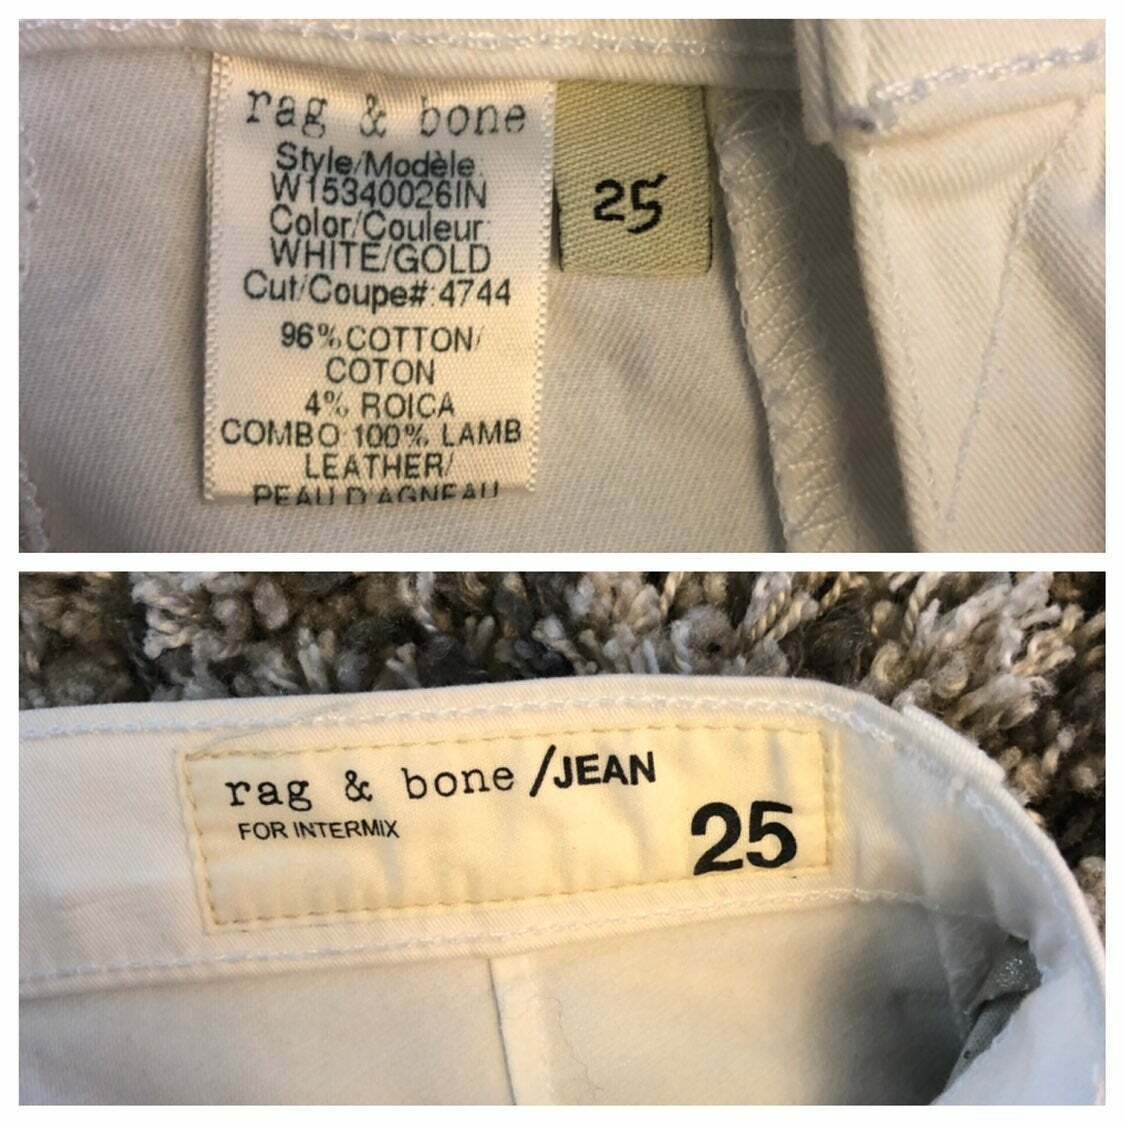 rag & bone
Style/Modèle:
W15340026IN
Color/Couleur:
WHITE/GOLD
Cut/Coupe#:4744
96%COTTON/
COTON
4% ROICA
COMBO:100% LAMB
LEATHER/
PEAU D'AGNEAU
25
rag & bone/JEAN
FOR INTERMIX
25